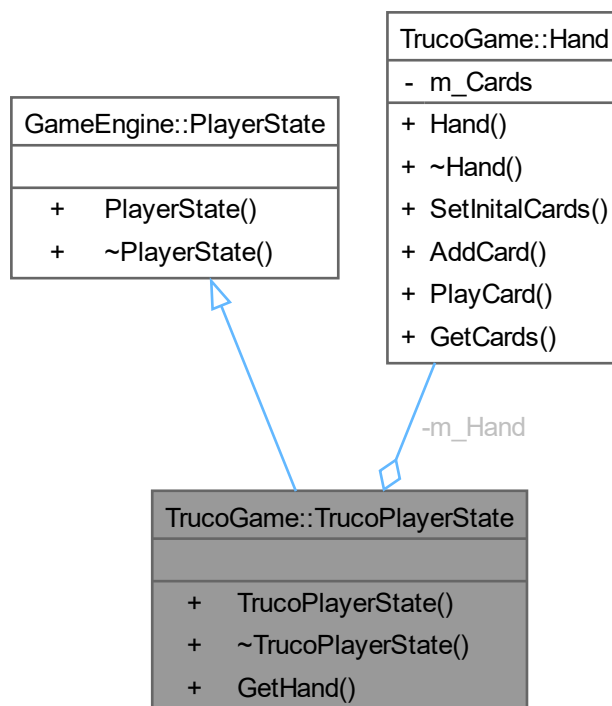 GameEngine::PlayerState
+ PlayerState()
+ ~PlayerState()
TrucoGame::Hand
- m_Cards
+ Hand()
+ ~Hand()
+ SetInitalCards()
+ AddCard()
+ PlayCard()
+ GetCards()
-m_Hand
TrucoGame::TrucoPlayerState
+ TrucoPlayerState()
+ ~TrucoPlayerState()
+ GetHand()